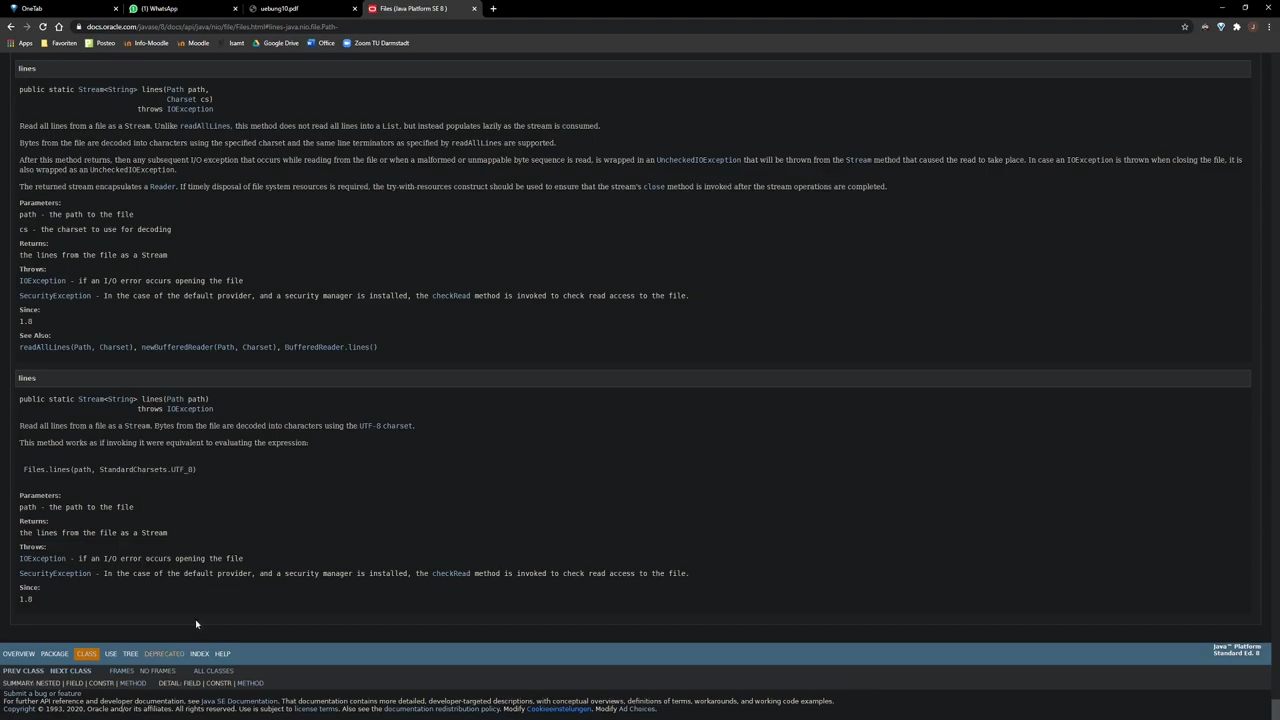 OneTab
(1) WhatsApp
uebung10.pdf
Files (Java Platform SE 8 )
docs.oracle.com/javase/8/docs/api/java/nio/file/Files.html#lines-java.nio.file.Path-
Apps Favoriten Posteo Info-Moodle Moodle Isamt Google Drive Office Zoom TU Darmstadt
lines
public static Stream<String> lines(Path path,
Charset cs)
throws IOException
Read all lines from a file as a Stream. Unlike readAllLines, this method does not read all lines into a List, but instead populates lazily as the stream is consumed.
Bytes from the file are decoded into characters using the specified charset and the same line terminators as specified by readAllLines are supported.
After this method returns, then any subsequent I/O exception that occurs while reading from the file or when a malformed or unmappable byte sequence is read, is wrapped in an UncheckedIOException that will be thrown from the Stream method that caused the read to take place. In case an IOException is thrown when closing the file, it is
also wrapped as an UncheckedIOException.
The returned stream encapsulates a Reader. If timely disposal of file system resources is required, the try-with-resources construct should be used to ensure that the stream's close method is invoked after the stream operations are completed.
Parameters:
path - the path to the file
cs - the charset to use for decoding
Returns:
the lines from the file as a Stream
Throws:
IOException - if an I/O error occurs opening the file
SecurityException - In the case of the default provider, and a security manager is installed, the checkRead method is invoked to check read access to the file.
Since:
1.8
See Also:
readAllLines(Path, Charset), newBufferedReader(Path, Charset), BufferedReader.lines()
lines
public static Stream<String> lines(Path path)
throws IOException
Read all lines from a file as a Stream. Bytes from the file are decoded into characters using the UTF-8 charset.
This method works as if invoking it were equivalent to evaluating the expression:
Files.lines(path, StandardCharsets.UTF_8)
Parameters:
path - the path to the file
Returns:
the lines from the file as a Stream
Throws:
IOException - if an I/O error occurs opening the file
SecurityException - In the case of the default provider, and a security manager is installed, the checkRead method is invoked to check read access to the file.
Since:
1.8
OVERVIEW PACKAGE CLASS USE TREE DEPRECATED INDEX HELP
Java™ Platform
Standard Ed. 8
PREV CLASS NEXT CLASS FRAMES NO FRAMES ALL CLASSES
SUMMARY: NESTED | FIELD | CONSTR | METHOD DETAIL: FIELD | CONSTR | METHOD
Submit a bug or feature
For further API reference and developer documentation, see Java SE Documentation. That documentation contains more detailed, developer-targeted descriptions, with conceptual overviews, definitions of terms, workarounds, and working code examples.
Copyright © 1993, 2020, Oracle and/or its affiliates. All rights reserved. Use is subject to license terms. Also see the documentation redistribution policy. Modify Cookieeinstelungen. Modify Ad Choices.